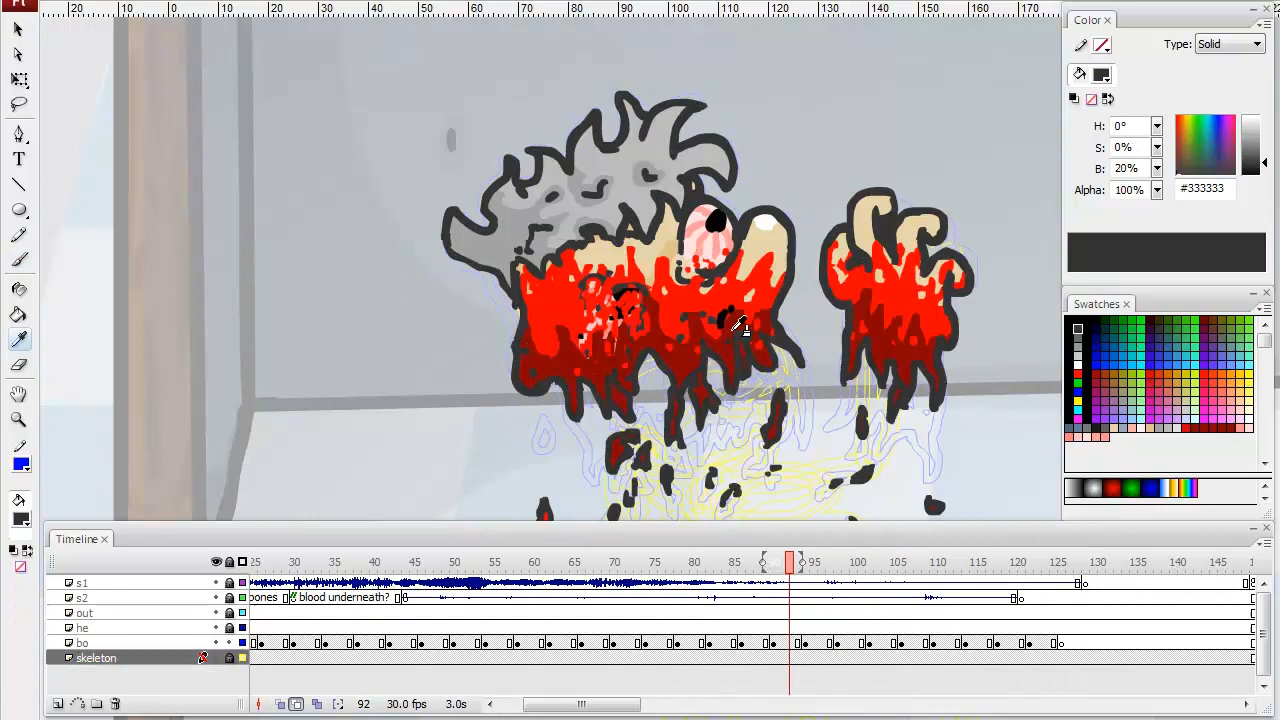 20 10 0 10 20 30 40 50 60 70 80 90 100 110 120 130 140 150 160 170
Color ×
Type: Solid
H: 0°
S: 0%
B: 20%
Alpha: 100%
#333333
Swatches ×
T
Timeline ×
25 30 35 40 45 50 55 60 65 70 75 80 85 90 95 100 105 110 115 120 125 130 135 140 145
s1
s2
bones
blood underneath?
out
he
bo
skeleton
92 30.0 fps 3.0s